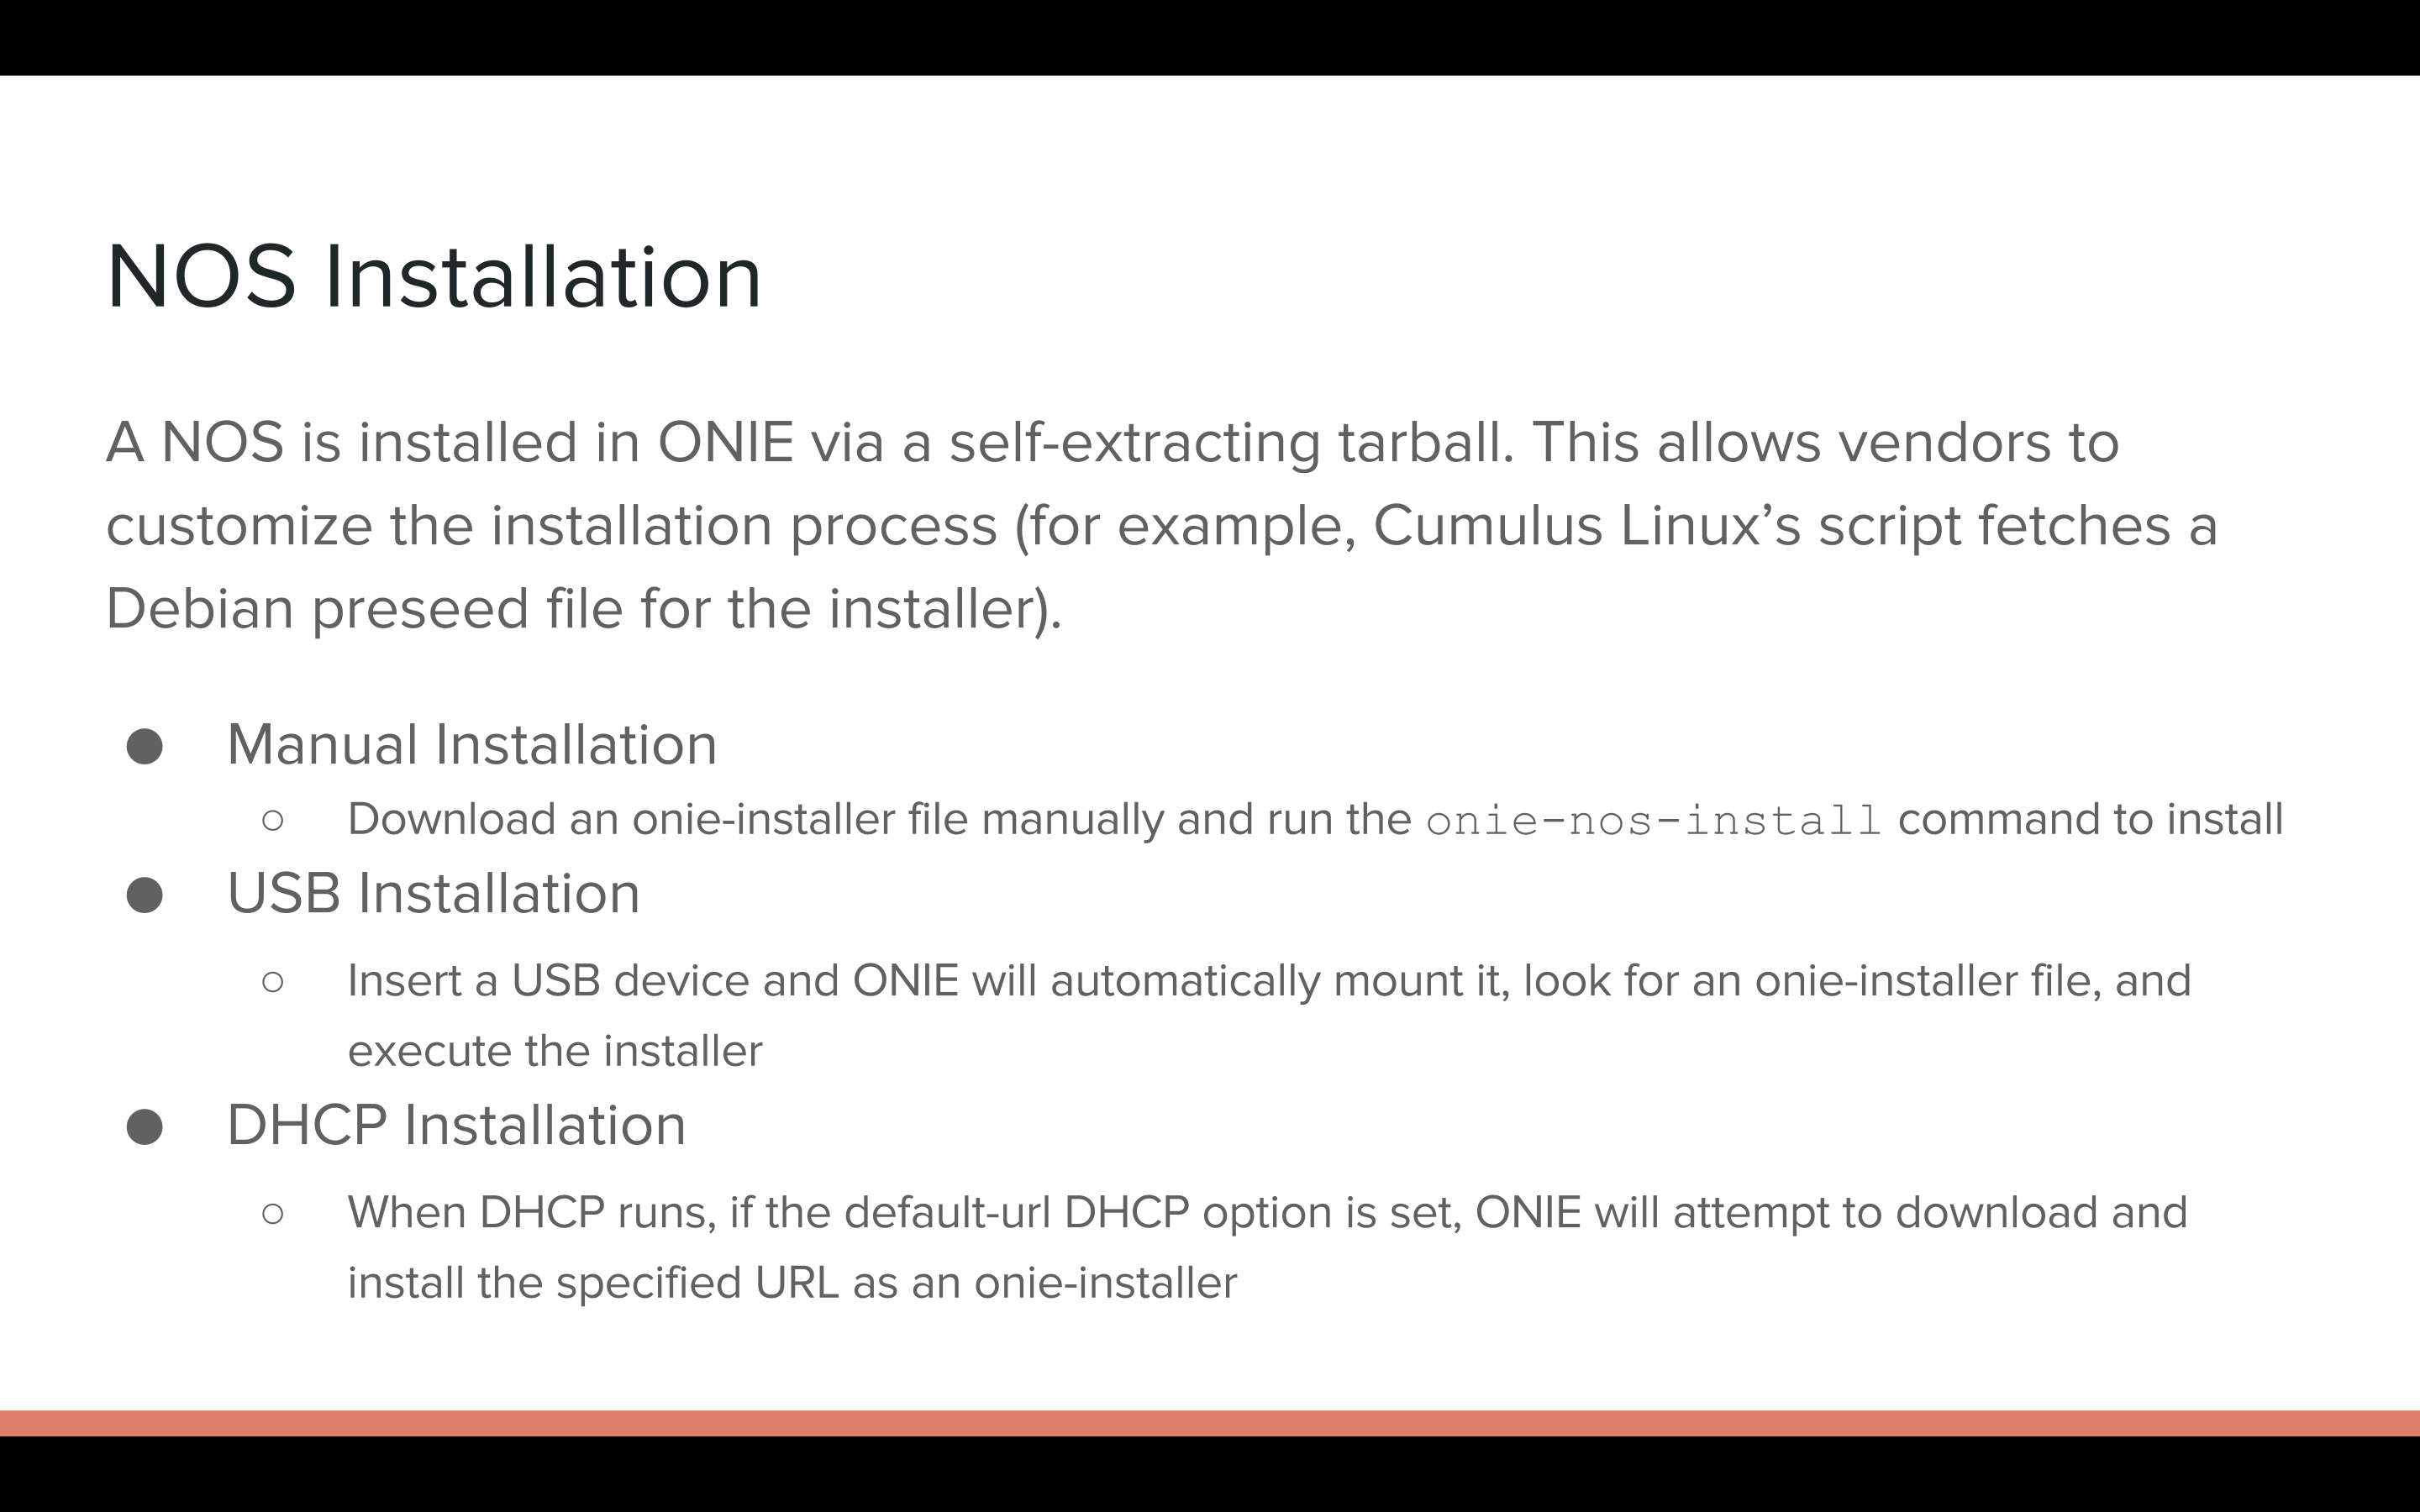 NOS Installation
A NOS is installed in ONIE via a self-extracting tarball. This allows vendors to
customize the installation process (for example, Cumulus Linux’s script fetches a
Debian preseed file for the installer).
● Manual Installation
○ Download an onie-installer file manually and run the onie-nos-install command to install
● USB Installation
○ Insert a USB device and ONIE will automatically mount it, look for an onie-installer file, and
execute the installer
● DHCP Installation
○ When DHCP runs, if the default-url DHCP option is set, ONIE will attempt to download and
install the specified URL as an onie-installer